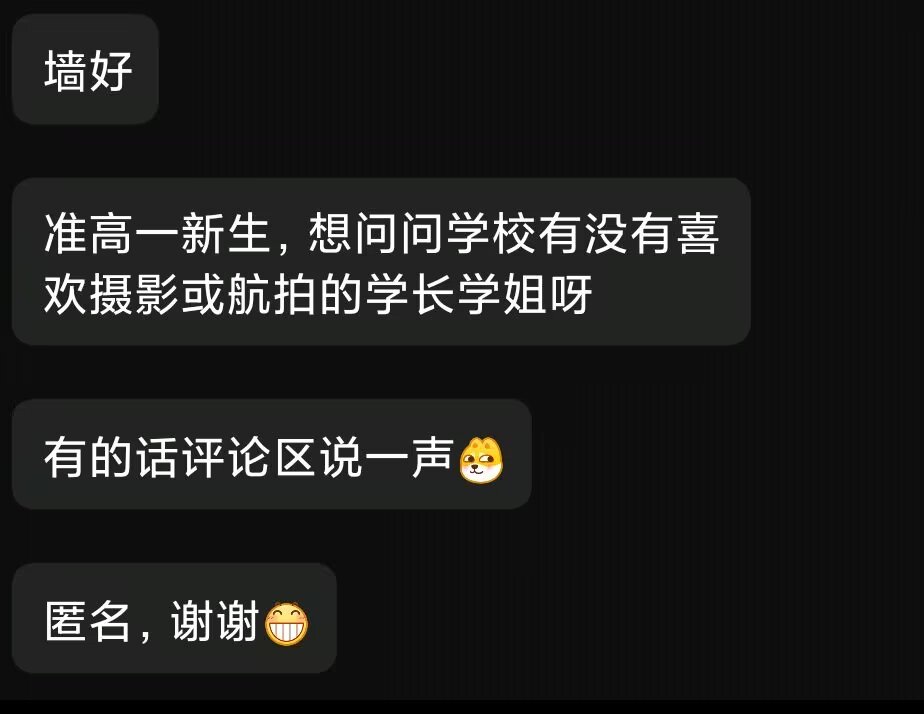 墙好
准高一新生，想问问学校有没有喜
欢摄影或航拍的学长学姐呀
有的话评论区说一声
匿名，谢谢